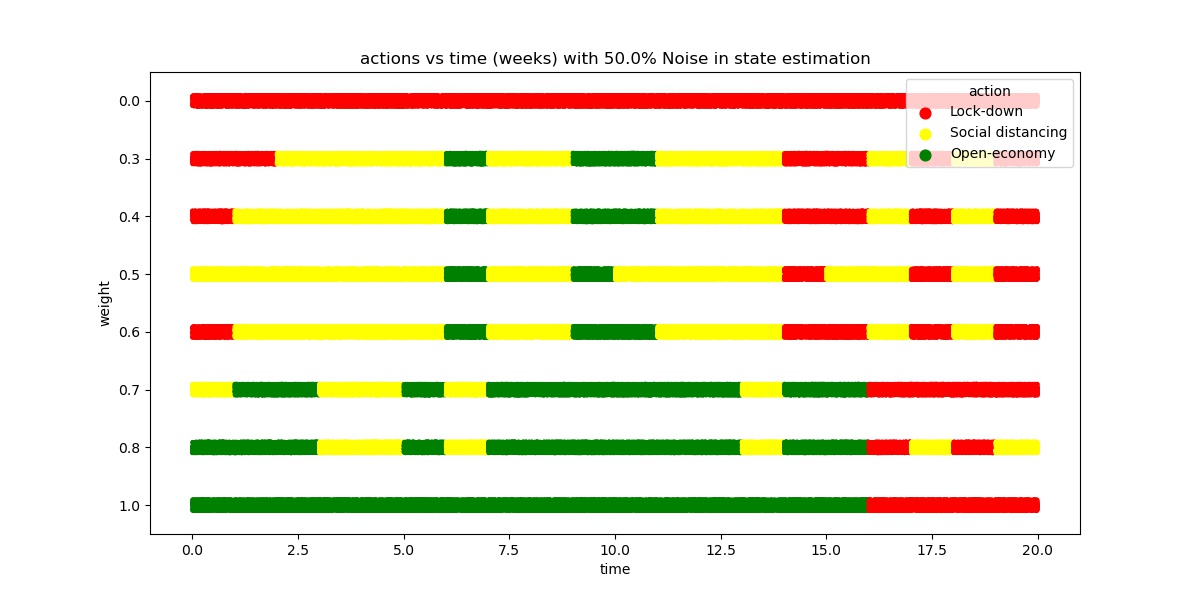 actions vs time (weeks) with 50.0% Noise in state estimation
action
Lock-down
Social distancing
Open-economy
weight
0.0
0.3
0.4
0.5
0.6
0.7
0.8
1.0
0.0 2.5 5.0 7.5 10.0 12.5 15.0 17.5 20.0
time